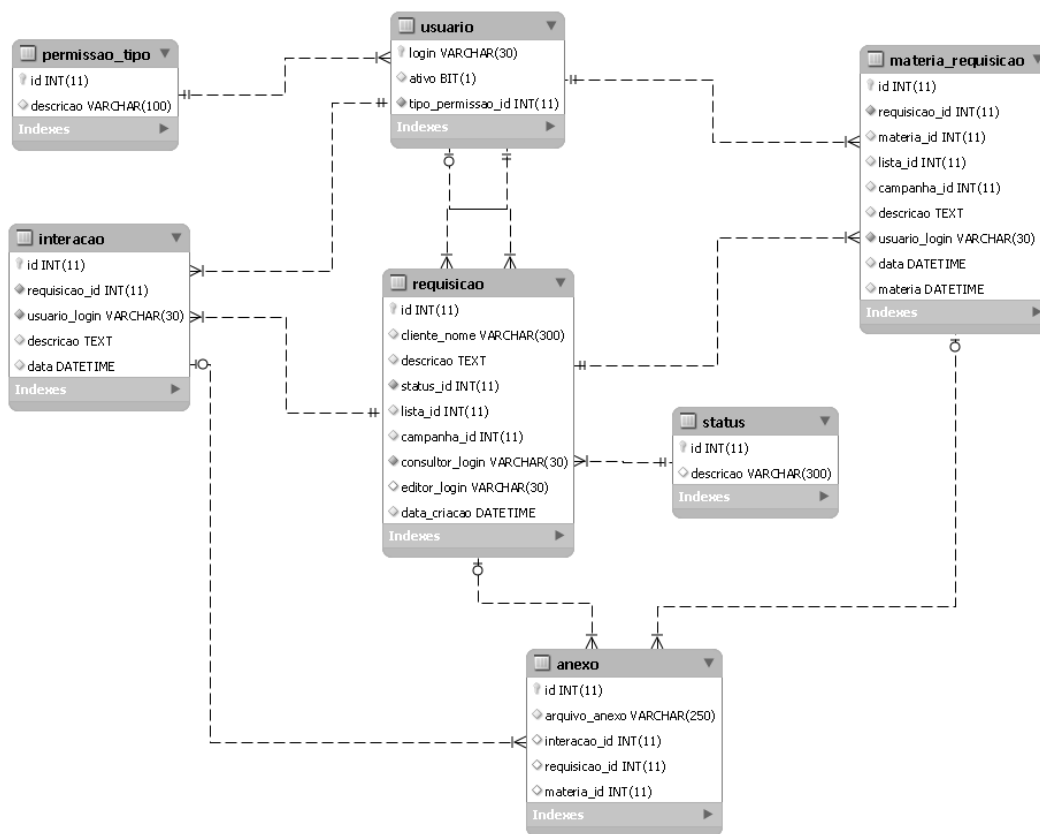 permissao_tipo
id INT(11)
descricao VARCHAR(100)
Indexes
usuario
login VARCHAR(30)
ativo BIT(1)
tipo_permissao_id INT(11)
Indexes
materia_requisicao
id INT(11)
requisicao_id INT(11)
materia_id INT(11)
lista_id INT(11)
campanha_id INT(11)
descricao TEXT
usuario_login VARCHAR(30)
data DATETIME
materia DATETIME
Indexes
interacao
id INT(11)
requisicao_id INT(11)
usuario_login VARCHAR(30)
descricao TEXT
data DATETIME
Indexes
requisicao
id INT(11)
cliente_nome VARCHAR(300)
descricao TEXT
status_id INT(11)
lista_id INT(11)
campanha_id INT(11)
consultor_login VARCHAR(30)
editor_login VARCHAR(30)
data_criacao DATETIME
Indexes
status
id INT(11)
descricao VARCHAR(300)
Indexes
anexo
id INT(11)
arquivo_anexo VARCHAR(250)
interacao_id INT(11)
requisicao_id INT(11)
materia_id INT(11)
Indexes